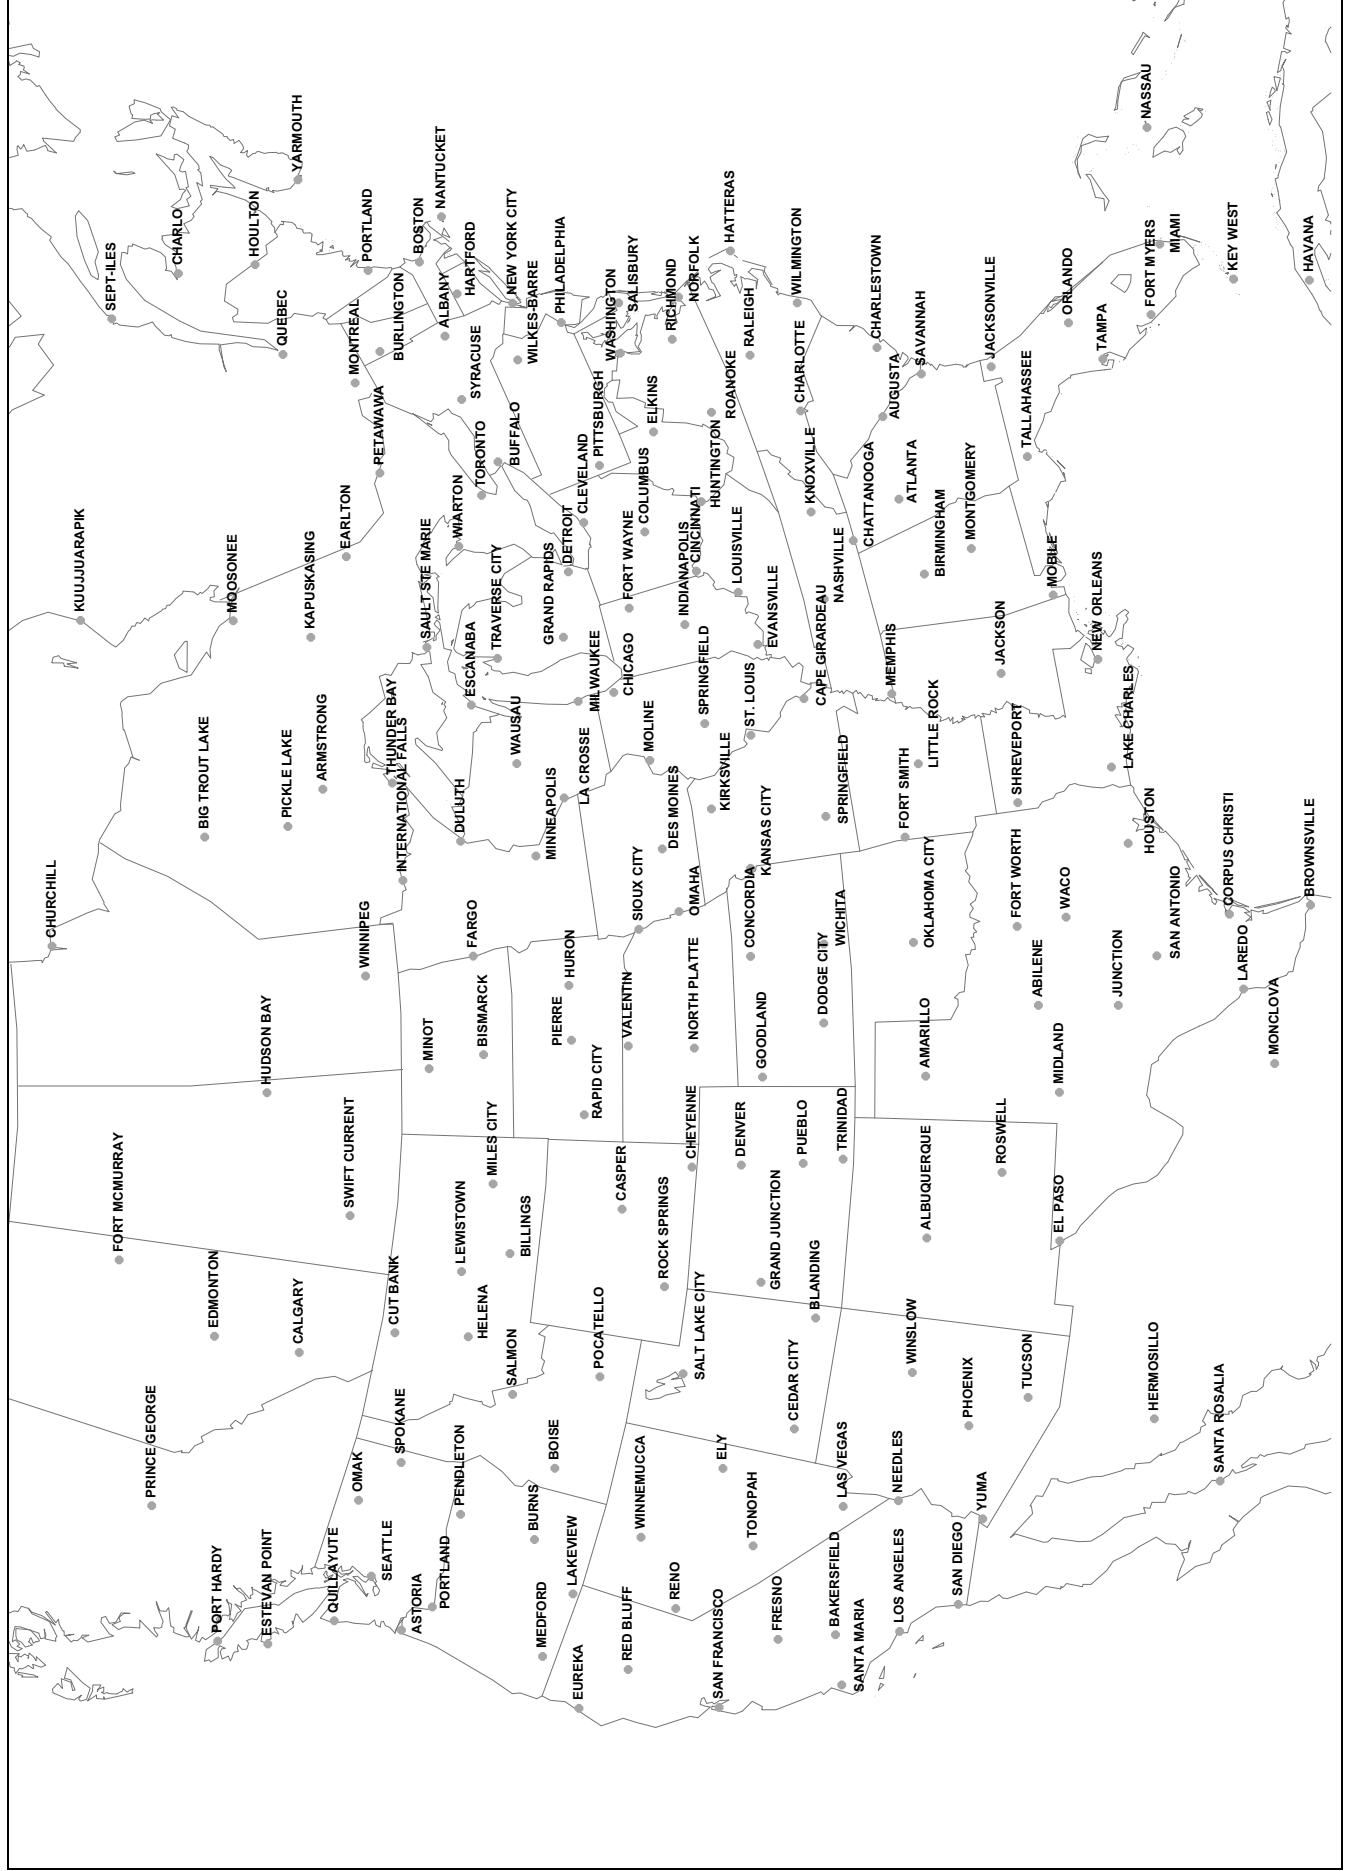 CHURCHILL
KUUJJUARAPIK
SEPT-ILES
FORT MCMURRAY
PRINCE GEORGE
CHARLO
BIG TROUT LAKE
EDMONTON
PORT HARDY
MOOSONEE
HOULTON
HUDSON BAY
ESTEVAN POINT
PICKLE LAKE
QUEBEC
CALGARY
YARMOUTH
KAPUSKASING
ARMSTRONG
QUILLAYUTE
EARLTON
SWIFT CURRENT
MONTREAL
OMAK
WINNIPEG
PORTLAND
SEATTLE
PETAWAWA
BURLINGTON
THUNDER BAY
CUT BANK
INTERNATIONAL FALLS
SPOKANE
ASTORIA
BOSTON
SAULT STE MARIE
MINOT
PORTLAND
NANTUCKET
ALBANY
HARTFORD
WIARTON
DULUTH
PENDLETON
LEWISTOWN
SYRACUSE
HELENA
ESCANABA
FARGO
TORONTO
BISMARCK
MILES CITY
TRAVERSE CITY
BUFFALO
BILLINGS
SALMON
NEW YORK CITY
WAUSAU
WILKES-BARRE
BURNS
MINNEAPOLIS
MEDFORD
BOISE
PHILADELPHIA
GRAND RAPIDS
LA CROSSE
DETROIT
HURON
PIERRE
LAKEVIEW
EUREKA
MILWAUKEE
CLEVELAND
RAPID CITY
PITTSBURGH
POCATELLO
CHICAGO
WASHINGTON
SALISBURY
CASPER
VALENTIN
RED BLUFF
FORT WAYNE
SIOUX CITY
WINNEMUCCA
COLUMBUS
MOLINE
ELKINS
DES MOINES
ROCK SPRINGS
RICHMOND
RENO
NORFOLK
OMAHA
SALT LAKE CITY
INDIANAPOLIS
CHEYENNE
NORTH PLATTE
CINCINNATI
HUNTINGTON
SPRINGFIELD
KIRKSVILLE
ROANOKE
SAN FRANCISCO
ELY
HATTERAS
LOUISVILLE
DENVER
RALEIGH
ST. LOUIS
KANSAS CITY
CONCORDIA
TONOPAH
EVANSVILLE
GOODLAND
GRAND JUNCTION
FRESNO
CEDAR CITY
WILMINGTON
CHARLOTTE
PUEBLO
CAPE GIRARDEAU
KNOXVILLE
BLANDING
NASHVILLE
DODGE CITY
WICHITA
SPRINGFIELD
BAKERSFIELD
SANTA MARIA
TRINIDAD
LAS VEGAS
CHATTANOOGA
CHARLESTOWN
AUGUSTA
MEMPHIS
NEEDLES
LOS ANGELES
ATLANTA
FORT SMITH
WINSLOW
OKLAHOMA CITY
LITTLE ROCK
SAVANNAH
BIRMINGHAM
AMARILLO
ALBUQUERQUE
SAN DIEGO
PHOENIX
MONTGOMERY
YUMA
JACKSONVILLE
JACKSON
ROSWELL
SHREVEPORT
FORT WORTH
TALLAHASSEE
TUCSON
ABILENE
MOBILE
MIDLAND
EL PASO
WACO
ORLANDO
NEW ORLEANS
TAMPA
LAKE CHARLES
JUNCTION
HOUSTON
NASSAU
FORT MYERS
HERMOSILLO
SAN ANTONIO
MIAMI
SANTA ROSALIA
CORPUS CHRISTI
KEY WEST
LAREDO
MONCLOVA
HAVANA
BROWNSVILLE